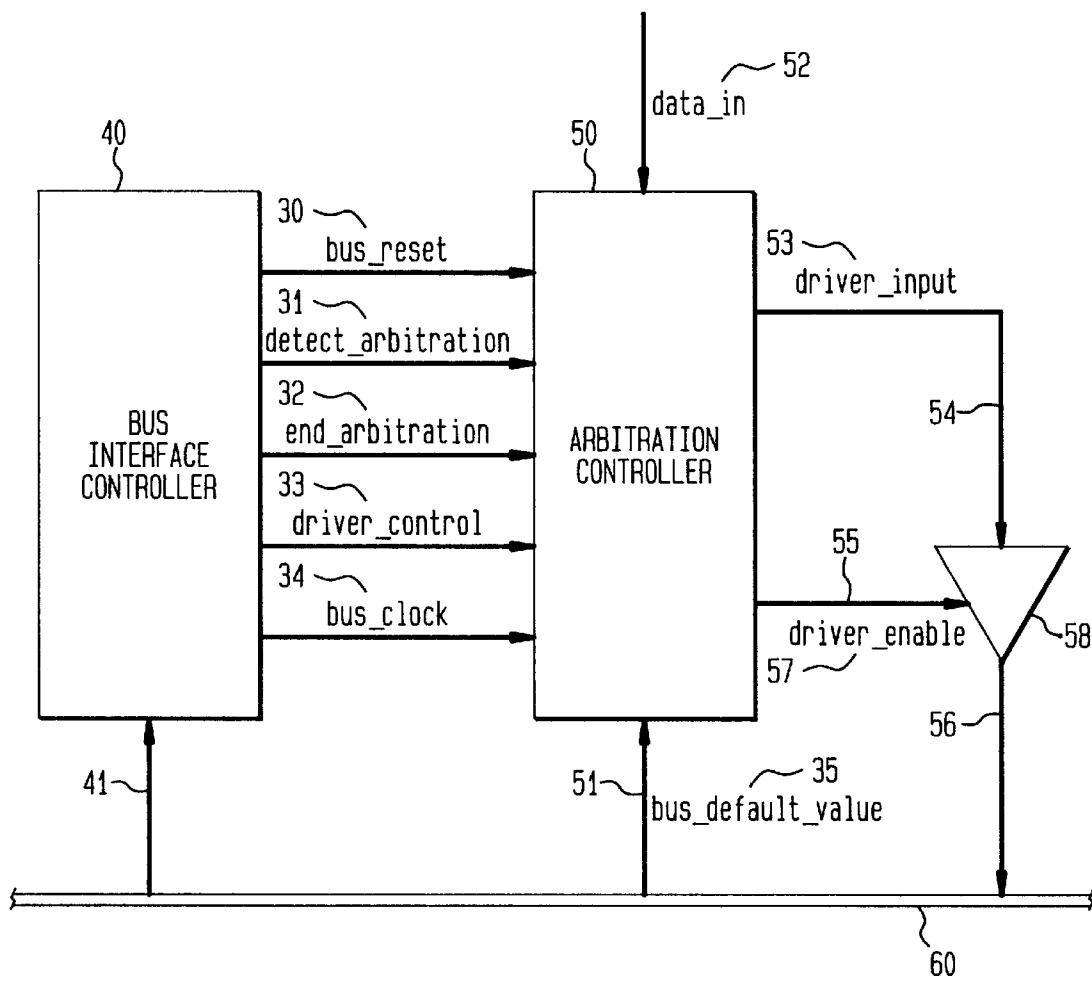 52
data_in
40
50
30
bus_reset
53
driver_input
31
detect_arbitration
32
end_arbitration
54
BUS
INTERFACE
CONTROLLER
ARBITRATION
CONTROLLER
33
driver_control
55
34
bus_clock
driver_enable
58
57
56
41
51
35
bus_default_value
60